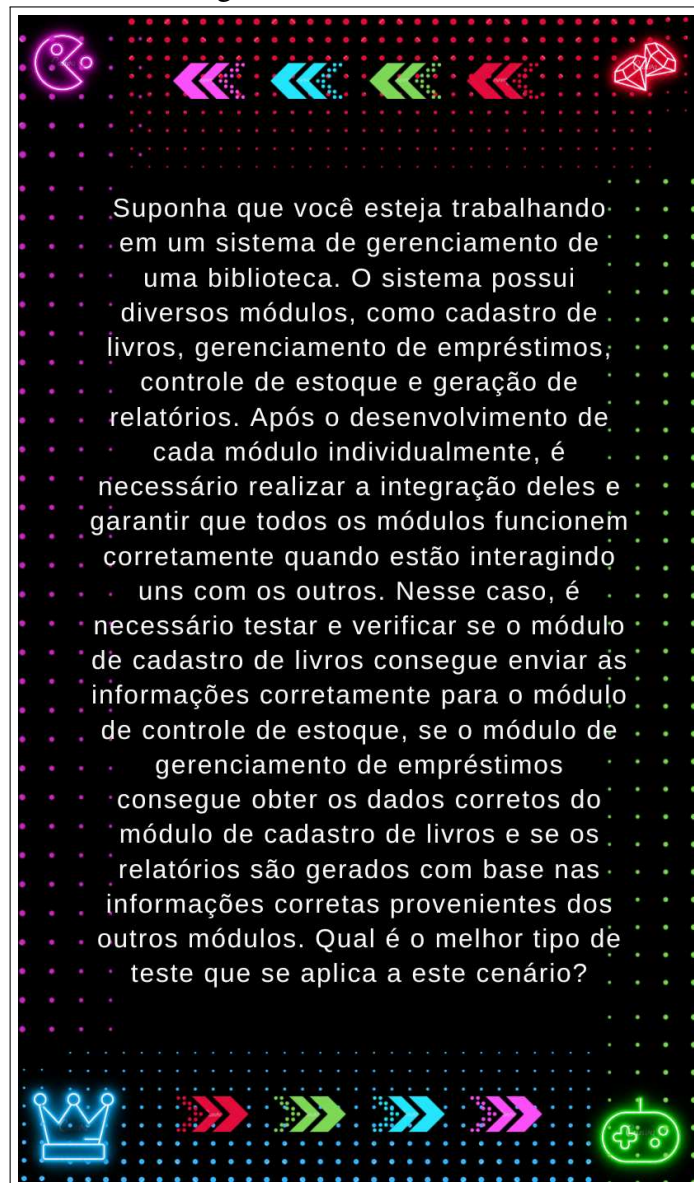 Suponha que você esteja trabalhando
em um sistema de gerenciamento de
uma biblioteca. O sistema possui
diversos módulos, como cadastro de
livros, gerenciamento de empréstimos,
controle de estoque e geração de
relatórios. Após o desenvolvimento de
cada módulo individualmente, é
necessário realizar a integração deles e
garantir que todos os módulos funcionem
corretamente quando estão interagindo
uns com os outros. Nesse caso, é
necessário testar e verificar se o módulo
de cadastro de livros consegue enviar as
informações corretamente para o módulo
de controle de estoque, se o módulo de
gerenciamento de empréstimos
consegue obter os dados corretos do
módulo de cadastro de livros e se os
relatórios são gerados com base nas
informações corretas provenientes dos
outros módulos. Qual é o melhor tipo de
teste que se aplica a este cenário?